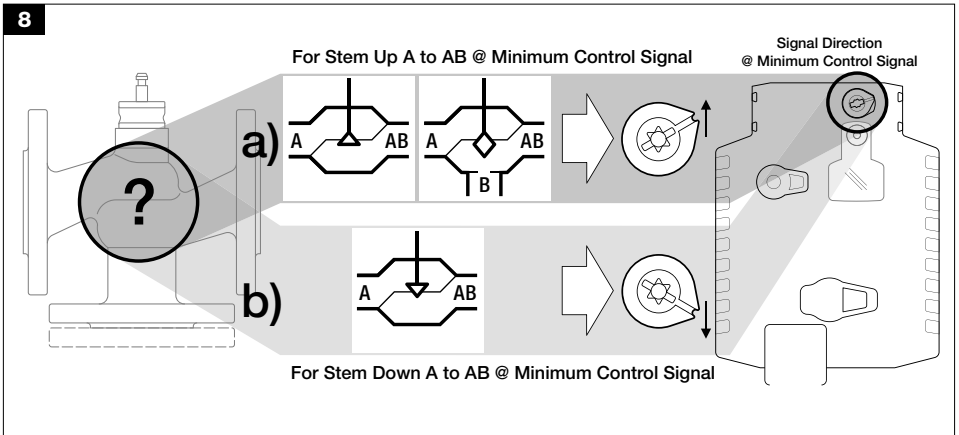 8
For Stem Up A to AB @ Minimum Control Signal
Signal Direction
@ Minimum Control Signal
?
a)
A AB
A AB
B
b)
A AB
For Stem Down A to AB @ Minimum Control Signal